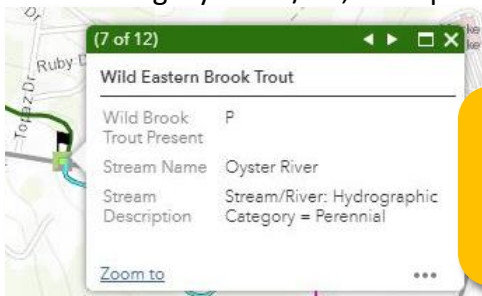 Dr
Ruby D
Topaz Dr
(7 of 12)
Wild Eastern Brook Trout
Wild Brook Trout Present P
Stream Name Oyster River
Stream Description Stream/River: Hydrographic Category = Perennial
Zoom to